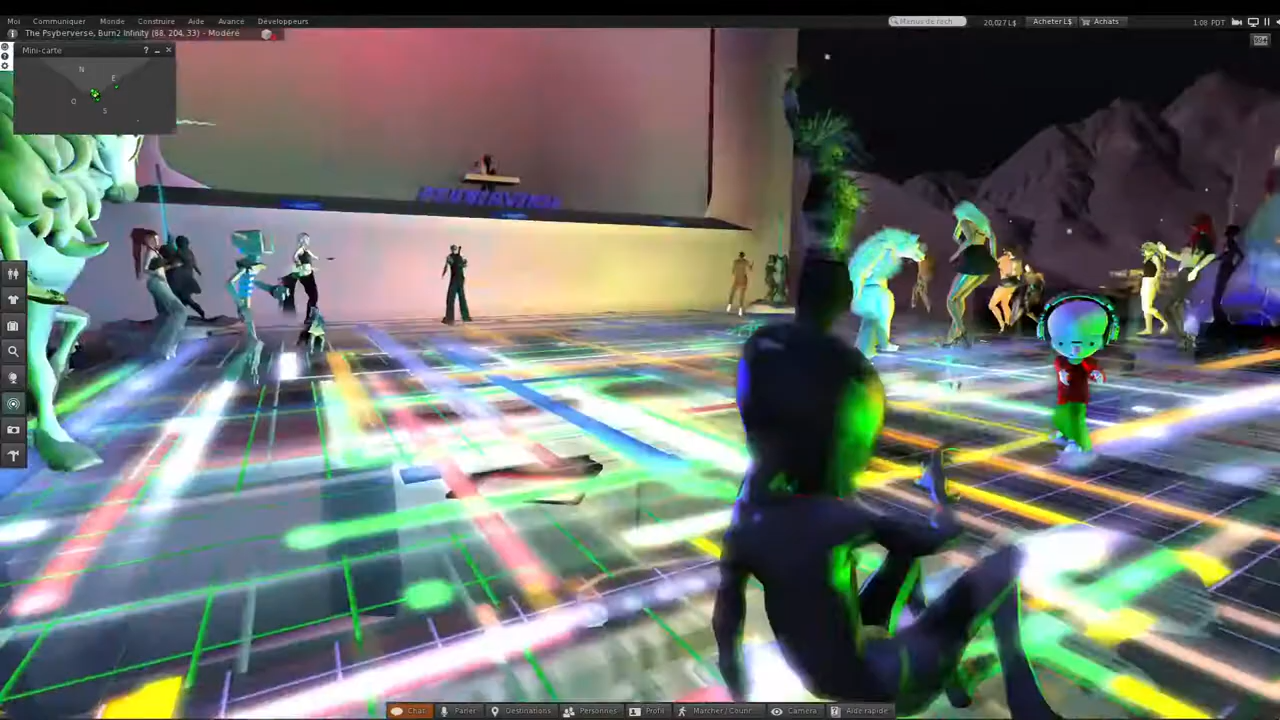 Moi Communiquer Monde Construire Aide Avancé Développeurs
20,027 L$ Acheter L$ Achats 1:08 PDT
The Psyberverse, Burn2 Infinity (88, 204, 33) - Modéré
Mini-carte ? _ ×
N
E
O
S
Chat Parler Destinations Personnes Profil Marcher / Courir Caméra Aide rapide